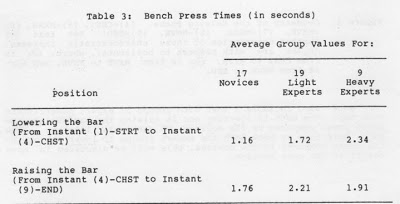 Table 3: Bench Press Times (in seconds)
Average Group Values For:
17 19 9
Novices Light Heavy
Position Experts Experts
Lowering the Bar
(From Instant (1)-STRT to Instant
(4)-CHST) 1.16 1.72 2.34
Raising the Bar
(From Instant (4)-CHST to Instant
(9)-END) 1.76 2.21 1.91